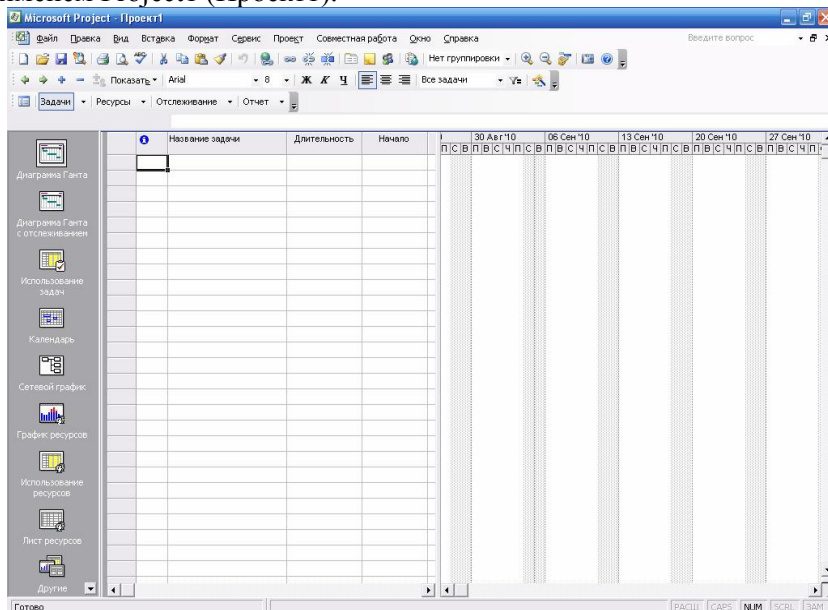 именем Project1 (Проект1).
Microsoft Project - Проект1
Файл Правка Вид Вставка Формат Сервис Проект Совместная работа Окно Справка Введите вопрос
Нет группировки
Показать Arial 8 Ж К Ч Все задачи
Задачи Ресурсы Отслеживание Отчет
Название задачи Длительность Начало 30 Авг '10 06 Сен '10 13 Сен '10 20 Сен '10 27 Сен '10
П С В П В С Ч П С В П В С Ч П С В П В С Ч П С В П В С Ч П С В П В С Ч П
Диаграмма Ганта
Диаграмма Ганта
с отслеживанием
Использование
задач
Календарь
Сетевой график
График ресурсов
Использование
ресурсов
Лист ресурсов
Другие
Готово РАСШ CAPS NUM SCRL ЗАМ